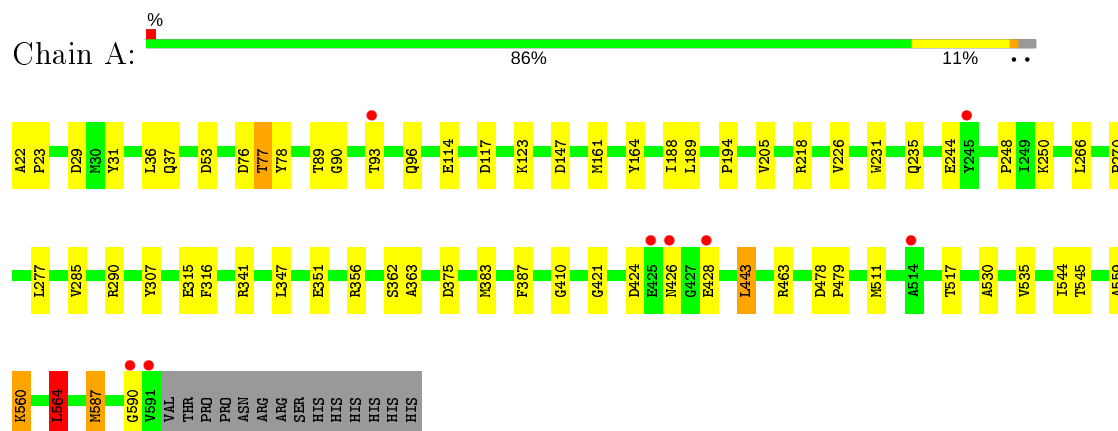 %
Chain A:
86% 11% • •
A22 P23 D29 M30 Y31 L36 Q37 D53 D76 T77 Y78 T89 G90 T93 Q96 E114 D117 K123 D147 M161 Y164 I188 L189 P194 V205 R218 V226 W231 Q235 E244 Y245 P248 I249 K250 L266
L277 V285 R290 Y307 E315 F316 R341 L347 E351 R356 S362 A363 D375 M383 F387 G410 G421 D424 E425 N426 G427 E428 L443 R463 D478 P479 M511 A514 T517 A530 V535 I544 T545 A559
K560 L564 M587 G590 V591 VAL THR PRO PRO ASN ARG ARG SER HIS HIS HIS HIS HIS HIS